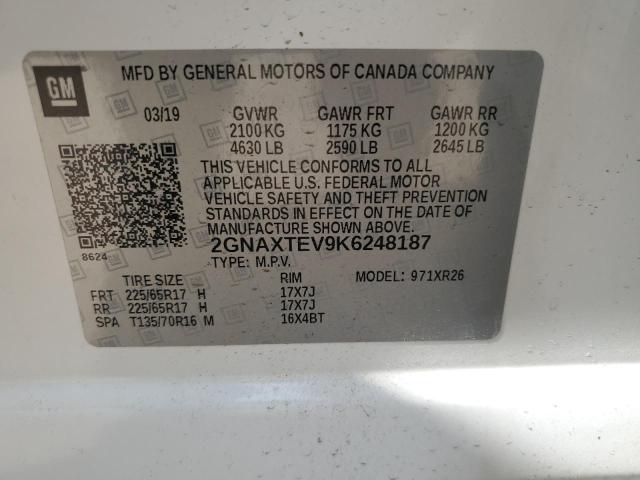 GM
MFD BY GENERAL MOTORS OF CANADA COMPANY
03/19 GVWR GAWR FRT GAWR RR
2100 KG 1175 KG 1200 KG
4630 LB 2590 LB 2645 LB
THIS VEHICLE CONFORMS TO ALL
APPLICABLE U.S. FEDERAL MOTOR
VEHICLE SAFETY AND THEFT PREVENTION
STANDARDS IN EFFECT ON THE DATE OF
MANUFACTURE SHOWN ABOVE.
8624 2GNAXTEV9K6248187
TYPE: M.P.V.
TIRE SIZE RIM MODEL: 971XR26
FRT 225/65R17 H 17X7J
RR 225/65R17 H 17X7J
SPA T135/70R16 M 16X4BT